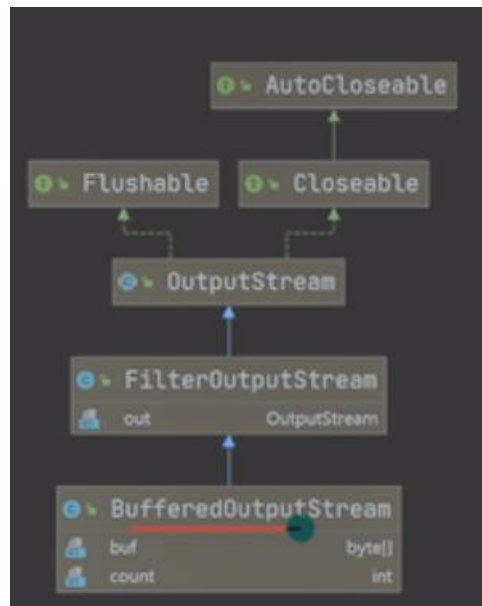 AutoCloseable
Flushable
Closeable
OutputStream
FilterOutputStream
out OutputStream
BufferedOutputStream
buf byte[]
count int